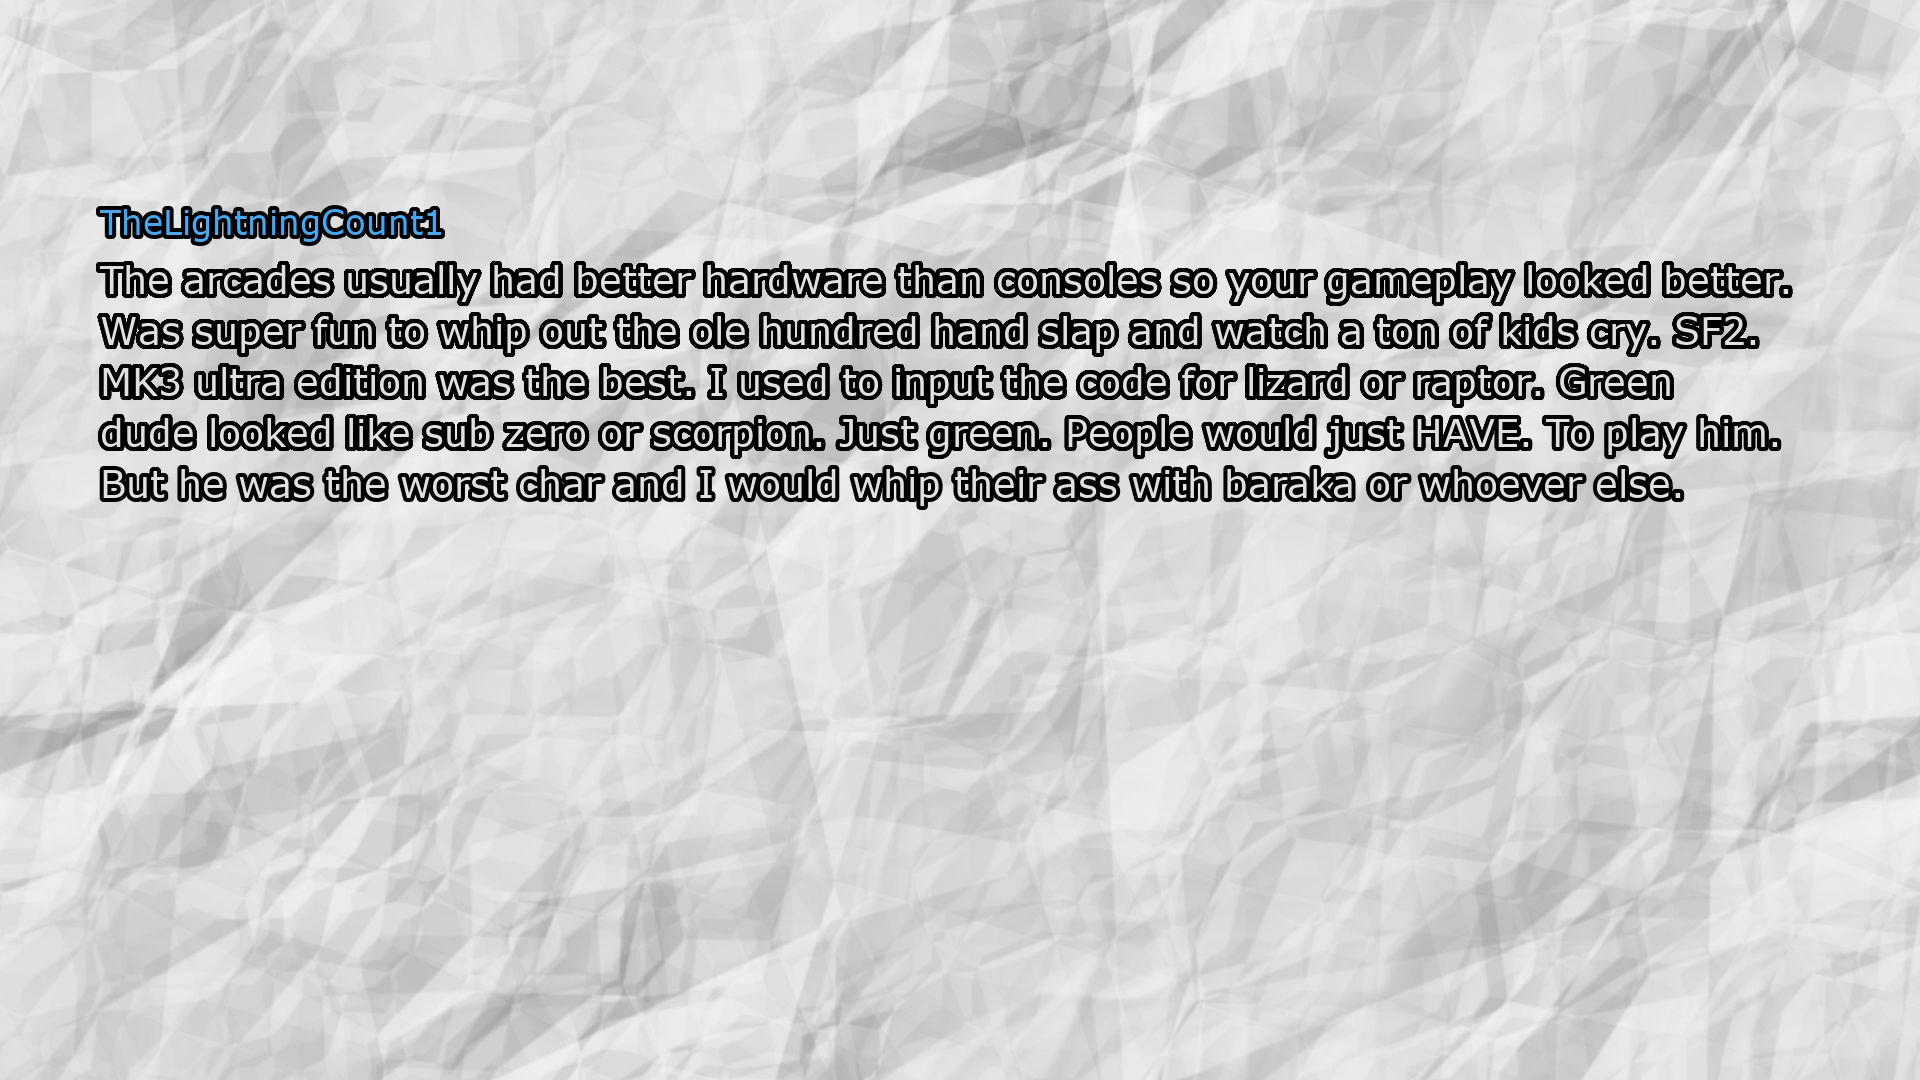 TheLightningCount1
The arcades usually had better hardware than consoles so your gameplay looked better.
Was super fun to whip out the ole hundred hand slap and watch a ton of kids cry. SF2.
MK3 ultra edition was the best. I used to input the code for lizard or raptor. Green
dude looked like sub zero or scorpion. Just green. People would just HAVE. To play him.
But he was the worst char and I would whip their ass with baraka or whoever else.